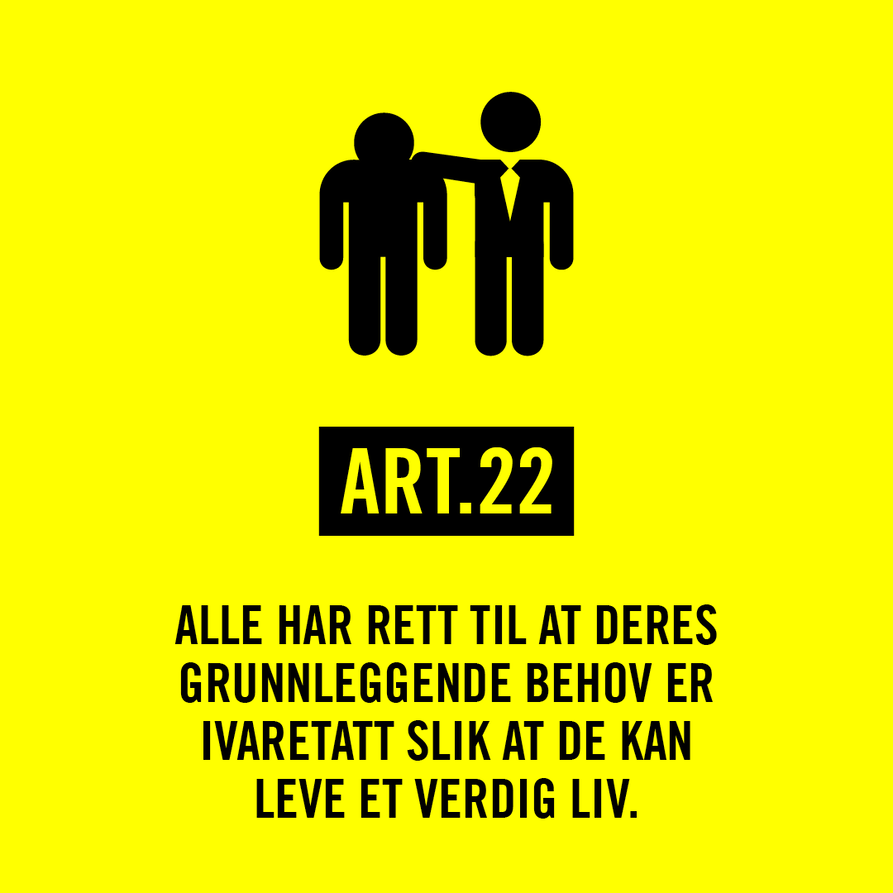 ART.22
ALLE HAR RETT TIL AT DERES
GRUNNLEGGENDE BEHOV ER
IVARETATT SLIK AT DE KAN
LEVE ET VERDIG LIV.